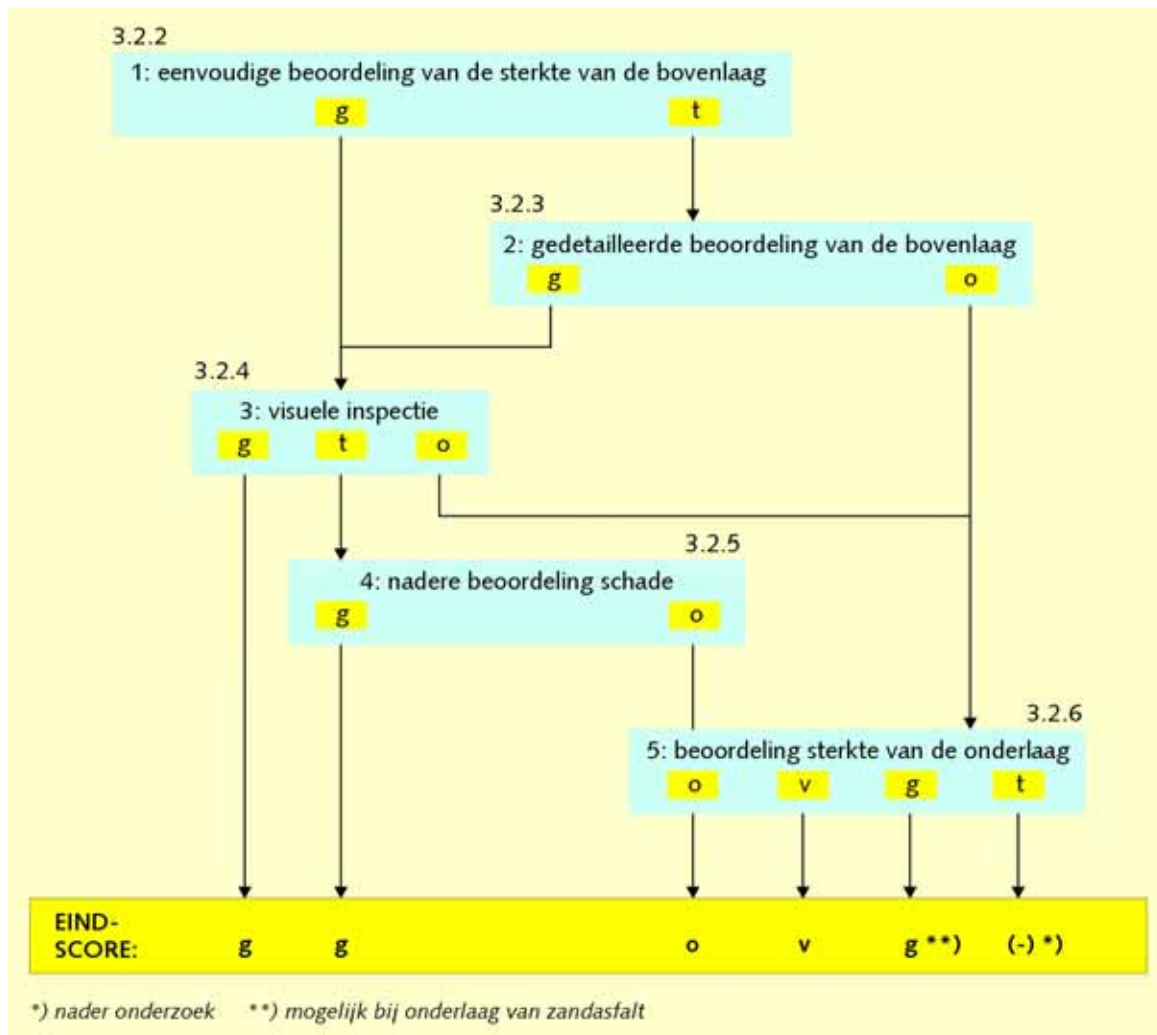 3.2.2
1: eenvoudige beoordeling van de sterkte van de bovenlaag
g t
3.2.3
2: gedetailleerde beoordeling van de bovenlaag
g o
3.2.4
3: visuele inspectie
g t o
3.2.5
4: nadere beoordeling schade
g o
3.2.6
5: beoordeling sterkte van de onderlaag
o v g t
EIND-
SCORE: g g o v g **) (-) *)
*) nader onderzoek **) mogelijk bij onderlaag van zandasfalt